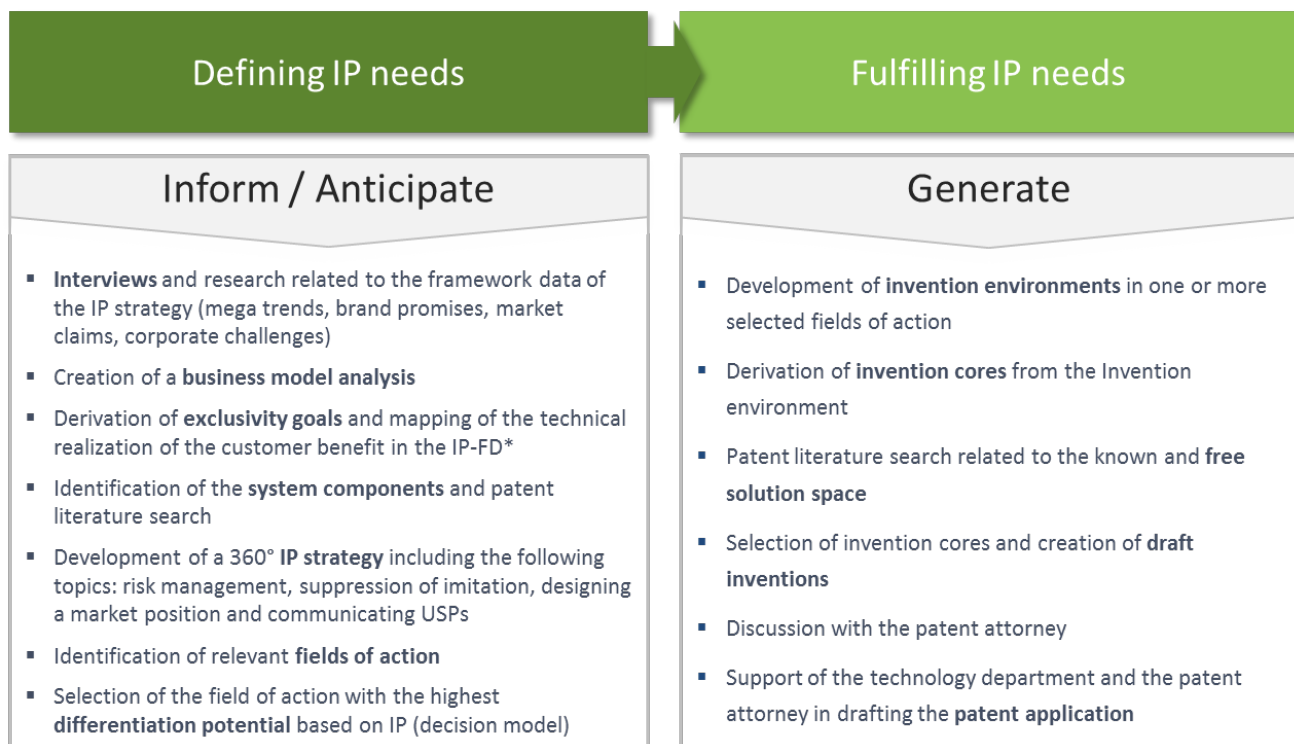 Defining IP needs
Fulfilling IP needs
Inform / Anticipate
▪ Interviews and research related to the framework data of
the IP strategy (mega trends, brand promises, market
claims, corporate challenges)
▪ Creation of a business model analysis
▪ Derivation of exclusivity goals and mapping of the technical
realization of the customer benefit in the IP-FD*
▪ Identification of the system components and patent
literature search
▪ Development of a 360° IP strategy including the following
topics: risk management, suppression of imitation, designing
a market position and communicating USPs
▪ Identification of relevant fields of action
▪ Selection of the field of action with the highest
differentiation potential based on IP (decision model)
Generate
▪ Development of invention environments in one or more
selected fields of action
▪ Derivation of invention cores from the Invention
environment
▪ Patent literature search related to the known and free
solution space
▪ Selection of invention cores and creation of draft
inventions
▪ Discussion with the patent attorney
▪ Support of the technology department and the patent
attorney in drafting the patent application